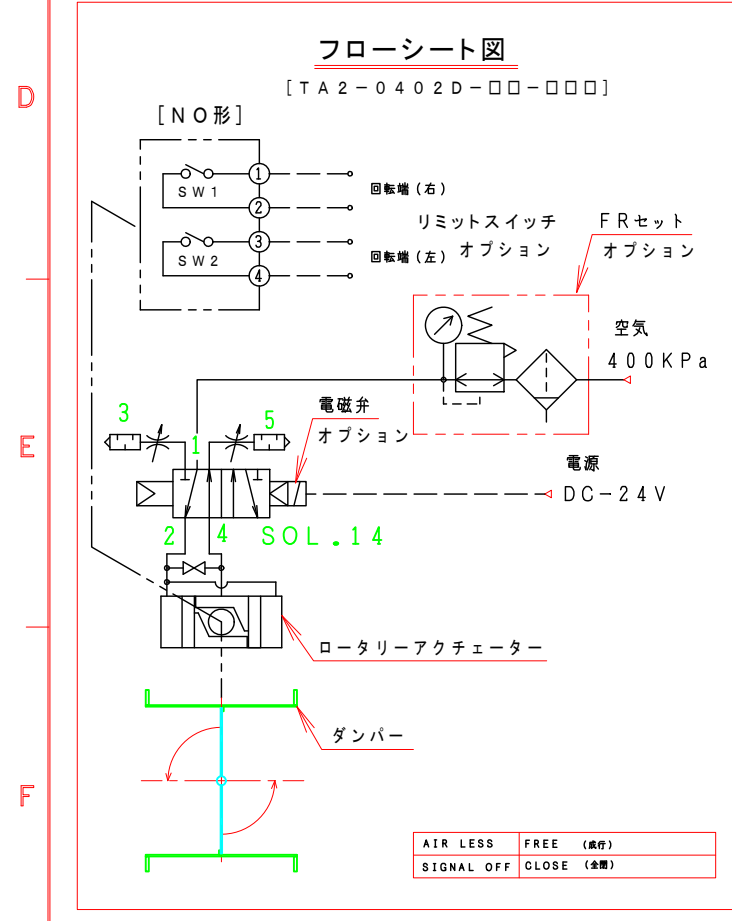 フローシート図
[TA2-0402D-□□-□□□]
D
[NO形]
SW1
1
2
回転端(右)
SW2
3
4
回転端(左)
リミットスイッチ
オプション
FRセット
オプション
空気
400KPa
E
3
1
5
電磁弁
オプション
電源
DC-24V
2
4
SOL.14
ロータリーアクチェーター
ダンパー
F
AIR LESS FREE (成行)
SIGNAL OFF CLOSE (全閉)